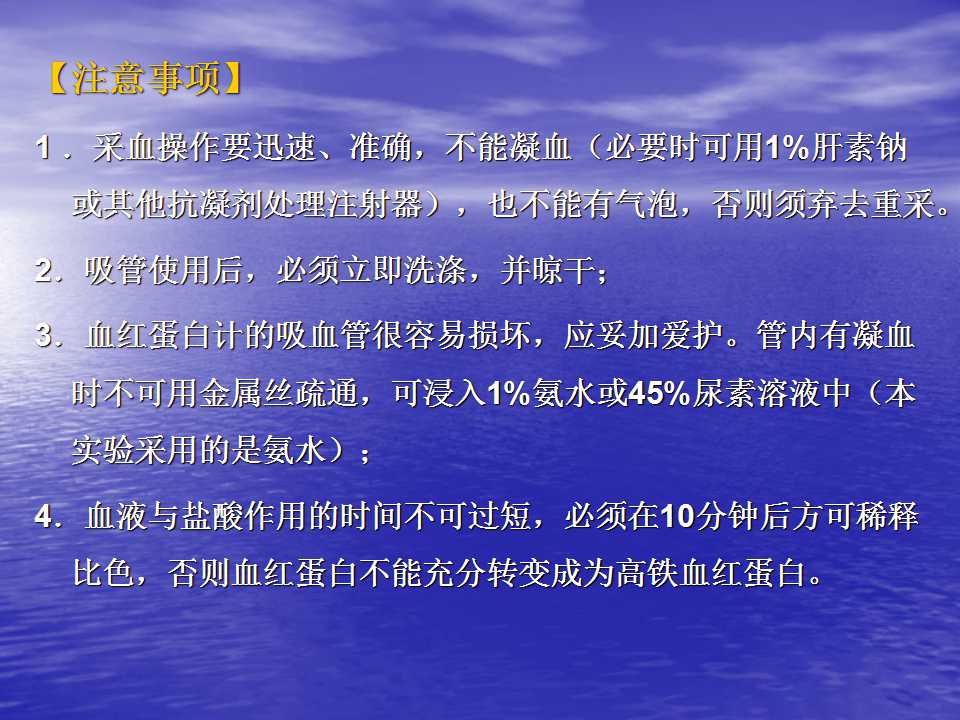 【注意事项】
1．采血操作要迅速、准确，不能凝血（必要时可用1%肝素钠
或其他抗凝剂处理注射器），也不能有气泡，否则须弃去重采。
2．吸管使用后，必须立即洗涤，并晾干；
3．血红蛋白计的吸血管很容易损坏，应妥加爱护。管内有凝血
时不可用金属丝疏通，可浸入1%氨水或45%尿素溶液中（本
实验采用的是氨水）；
4．血液与盐酸作用的时间不可过短，必须在10分钟后方可稀释
比色，否则血红蛋白不能充分转变成为高铁血红蛋白。